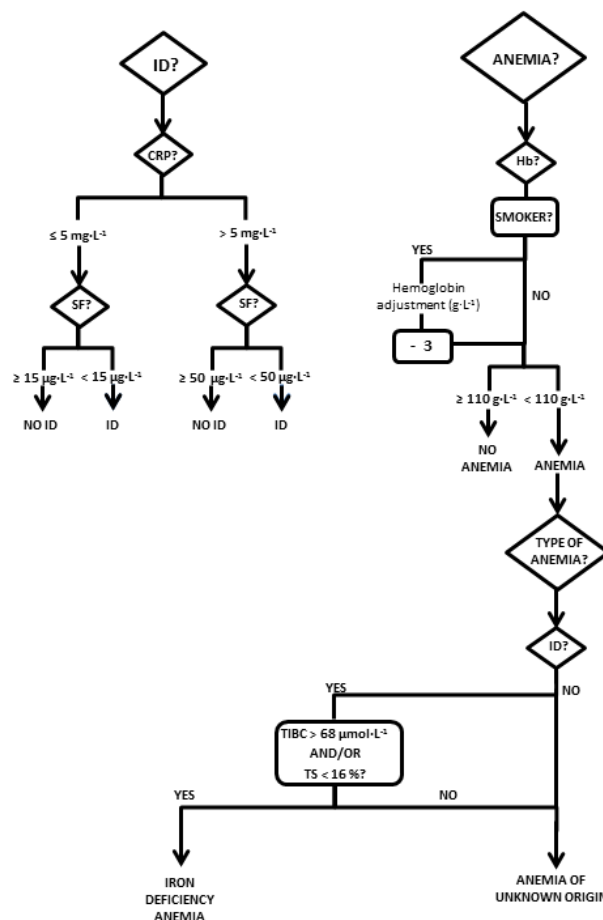 ID?
CRP?
≤ 5 mg·L⁻¹
> 5 mg·L⁻¹
SF?
SF?
≥ 15 µg·L⁻¹
< 15 µg·L⁻¹
≥ 50 µg·L⁻¹
< 50 µg·L⁻¹
NO ID
ID
NO ID
ID
ANEMIA?
Hb?
SMOKER?
YES
NO
Hemoglobin
adjustment (g·L⁻¹)
- 3
≥ 110 g·L⁻¹
< 110 g·L⁻¹
NO
ANEMIA
ANEMIA
TYPE OF
ANEMIA?
ID?
YES
NO
TIBC > 68 µmol·L⁻¹
AND/OR
TS < 16 %?
YES
NO
IRON
DEFICIENCY
ANEMIA
ANEMIA OF
UNKNOWN ORIGIN